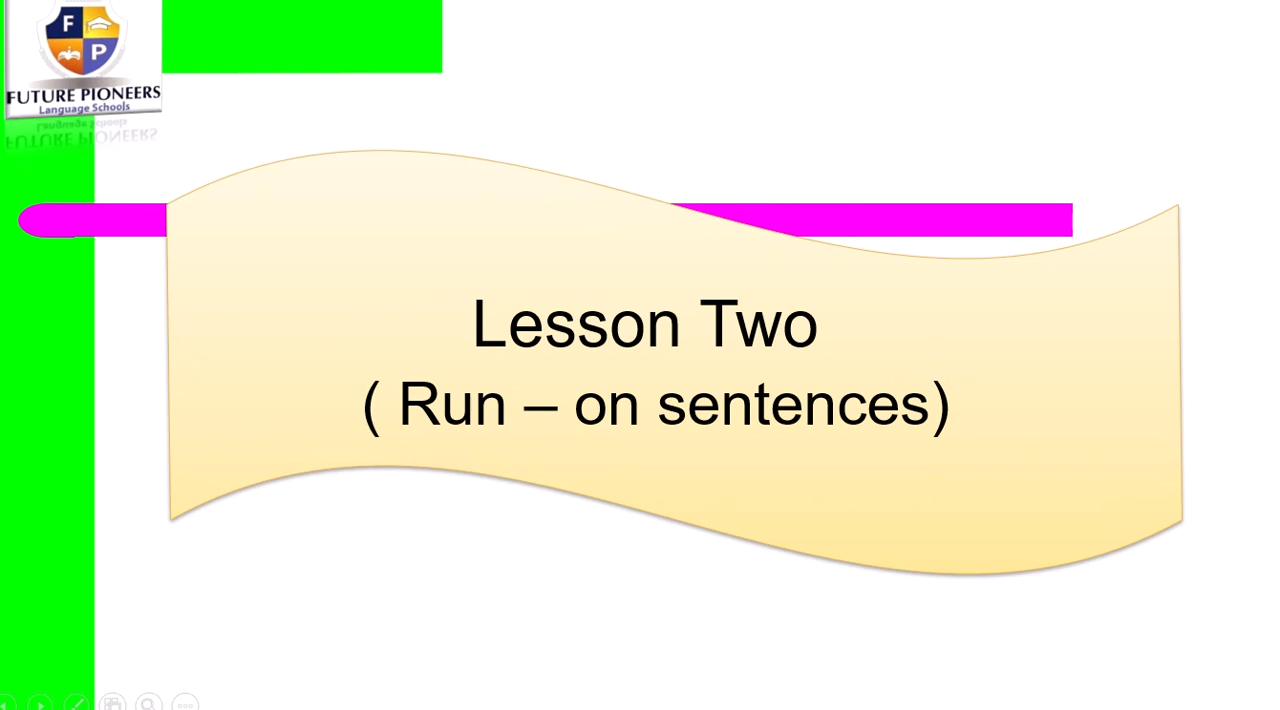 F
P
FUTURE PIONEERS
Language Schools
Lesson Two
( Run – on sentences)